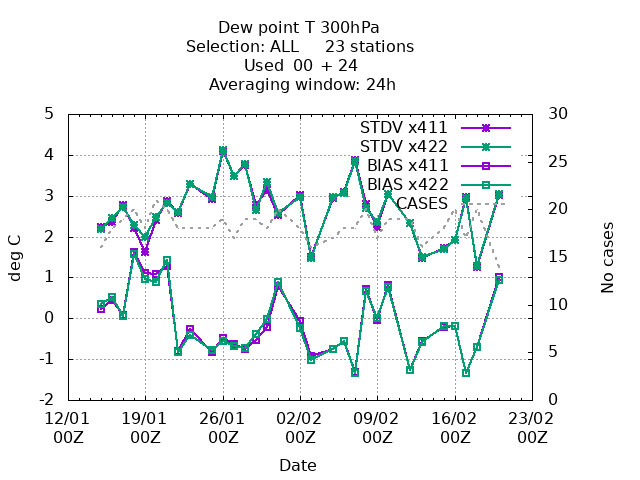 Dew point T 300hPa
Selection: ALL 23 stations
Used 00 + 24
Averaging window: 24h
5
4
3
2
1
0
-1
-2
deg C
30
25
20
15
10
5
0
No cases
STDV x411
STDV x422
BIAS x411
BIAS x422
CASES
12/01 19/01 26/01 02/02 09/02 16/02 23/02
00Z 00Z 00Z 00Z 00Z 00Z 00Z
Date